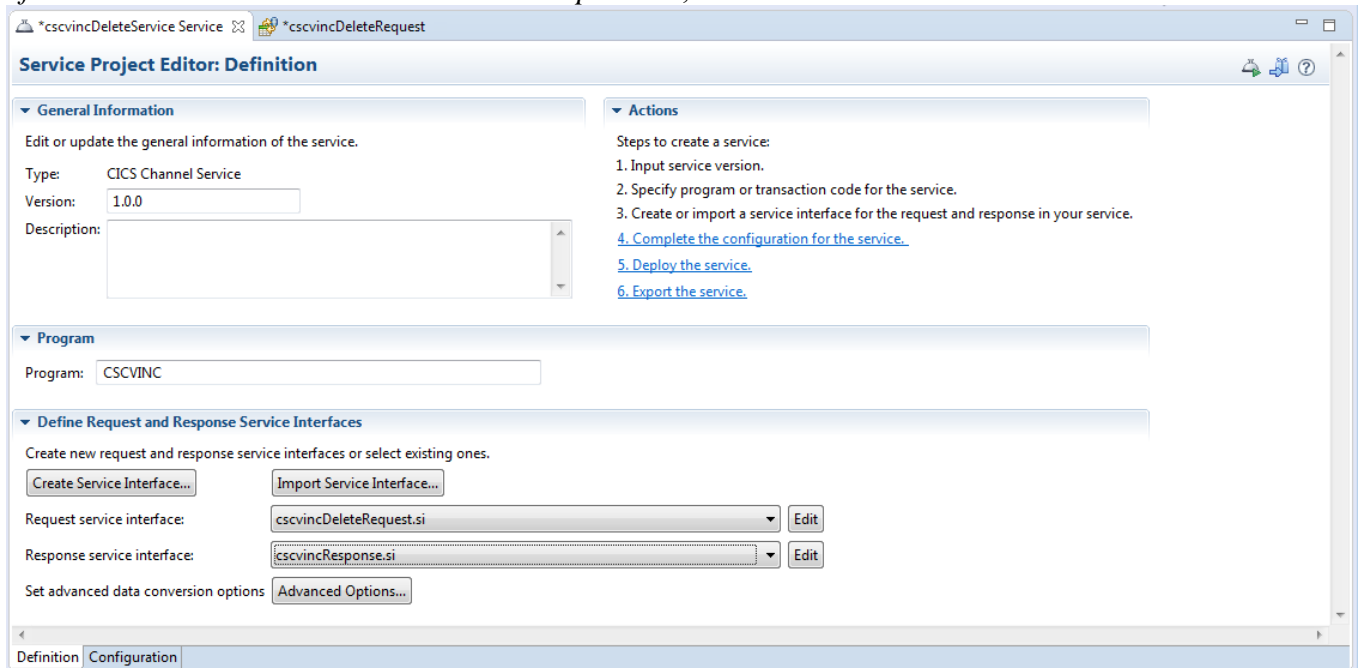 *cscvincDeleteService Service *cscvincDeleteRequest
Service Project Editor: Definition
General Information
Edit or update the general information of the service.
Type: CICS Channel Service
Version: 1.0.0
Description:
Actions
Steps to create a service:
1. Input service version.
2. Specify program or transaction code for the service.
3. Create or import a service interface for the request and response in your service.
4. Complete the configuration for the service.
5. Deploy the service.
6. Export the service.
Program
Program: CSCVINC
Define Request and Response Service Interfaces
Create new request and response service interfaces or select existing ones.
Create Service Interface... Import Service Interface...
Request service interface: cscvincDeleteRequest.si Edit
Response service interface: cscvincResponse.si Edit
Set advanced data conversion options Advanced Options...
Definition Configuration